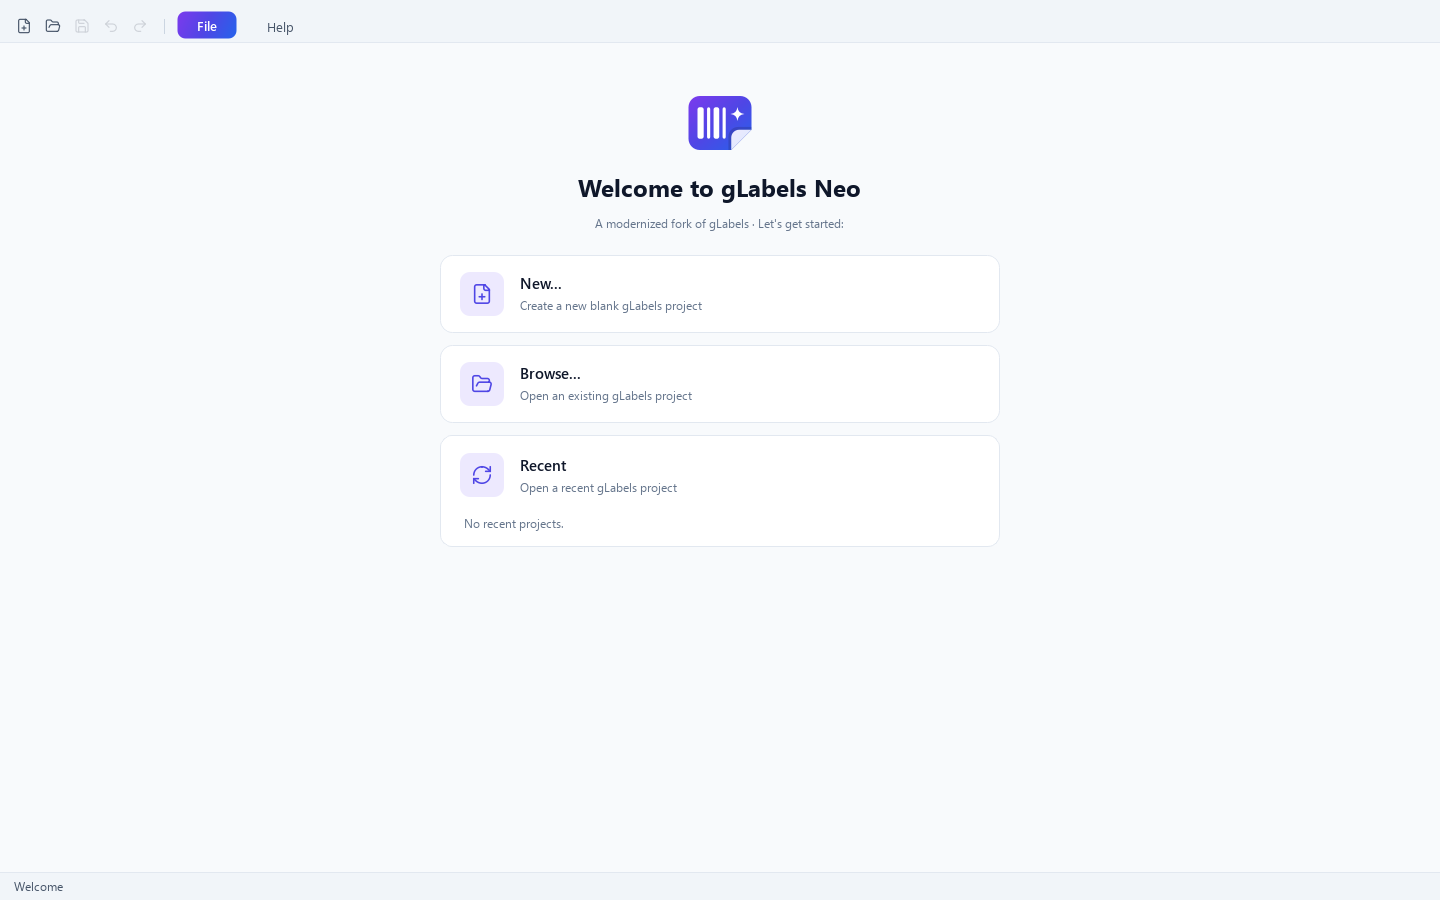 File
Help
Welcome to gLabels Neo
A modernized fork of gLabels · Let's get started:
New...
Create a new blank gLabels project
Browse...
Open an existing gLabels project
Recent
Open a recent gLabels project
No recent projects.
Welcome